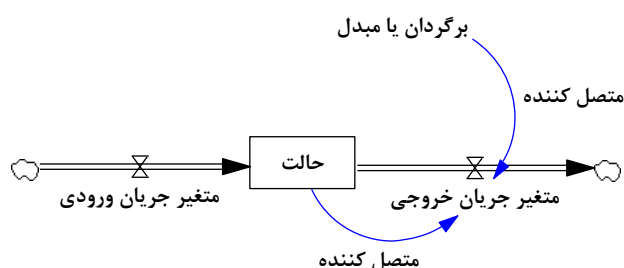 برگردان یا مبدل
متصل کننده
حالت
متغیر جریان خروجی
متغیر جریان ورودی
متصل کننده